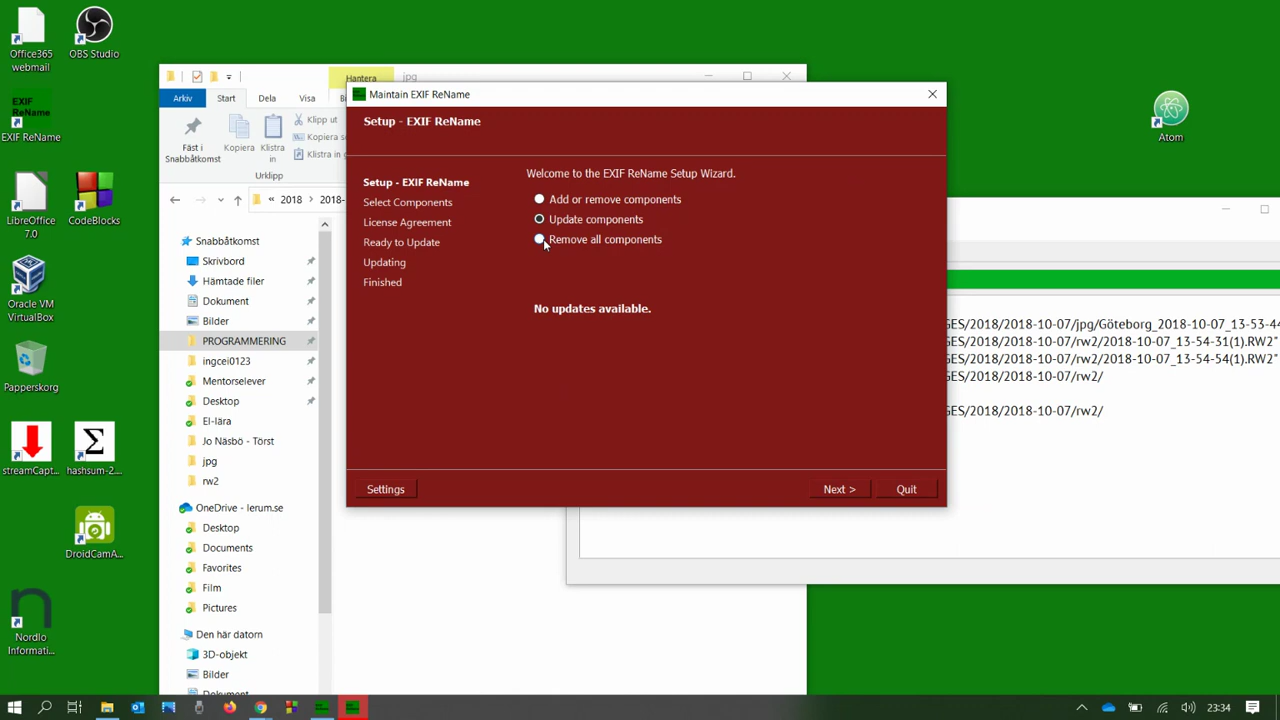 Office365
webmail
OBS Studio
EXIF
ReName
EXIF ReName
LibreOffice
7.0
CodeBlocks
Oracle VM
VirtualBox
Papperskorg
streamCapt...
hashsum-2....
DroidCamA...
Nordlo
Informati...
Atom
Hantera
jpg
Arkiv
Start
Dela
Visa
Fäst i
Snabbåtkomst
Kopiera
Klistra
in
Klipp ut
Kopiera se
Klistra in g
Urklipp
« 2018 › 2018-
Snabbåtkomst
Skrivbord
Hämtade filer
Dokument
Bilder
PROGRAMMERING
ingcei0123
Mentorselever
Desktop
El-lära
Jo Näsbö - Törst
jpg
rw2
OneDrive - lerum.se
Desktop
Documents
Favorites
Film
Pictures
Den här datorn
3D-objekt
Bilder
Dokument
Maintain EXIF ReName
Setup - EXIF ReName
Setup - EXIF ReName
Select Components
License Agreement
Ready to Update
Updating
Finished
Welcome to the EXIF ReName Setup Wizard.
Add or remove components
Update components
Remove all components
No updates available.
Settings
Next >
Quit
GES/2018/2018-10-07/jpg/Göteborg_2018-10-07_13-53-44
GES/2018/2018-10-07/rw2/2018-10-07_13-54-31(1).RW2"
GES/2018/2018-10-07/rw2/2018-10-07_13-54-54(1).RW2"
GES/2018/2018-10-07/rw2/
GES/2018/2018-10-07/rw2/
23:34